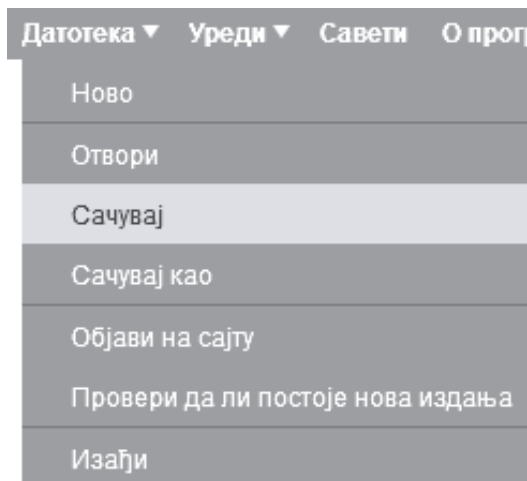 Датотека ▼ Уреди ▼ Савети О
Ново
Отвори
Сачувај
Сачувај као
Објави на сајту
Провери да ли постоје нова издања
Изађи